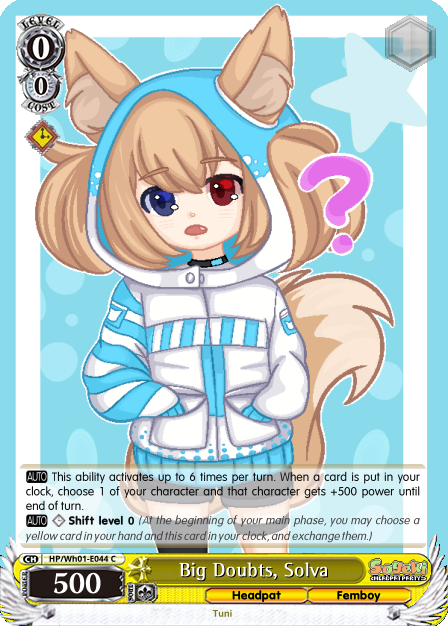 LEVEL
0
0
COST
?
AUTO This ability activates up to 6 times per turn. When a card is put in your
clock, choose 1 of your character and that character gets +500 power until
end of turn.
AUTO Shift level 0 (At the beginning of your main phase, you may choose a
yellow card in your hand and this card in your clock, and exchange them.)
CH HP/Wh01-E044 C
POWER 500 SOUL Big Doubts, Solva
Headpat Femboy
Tuni